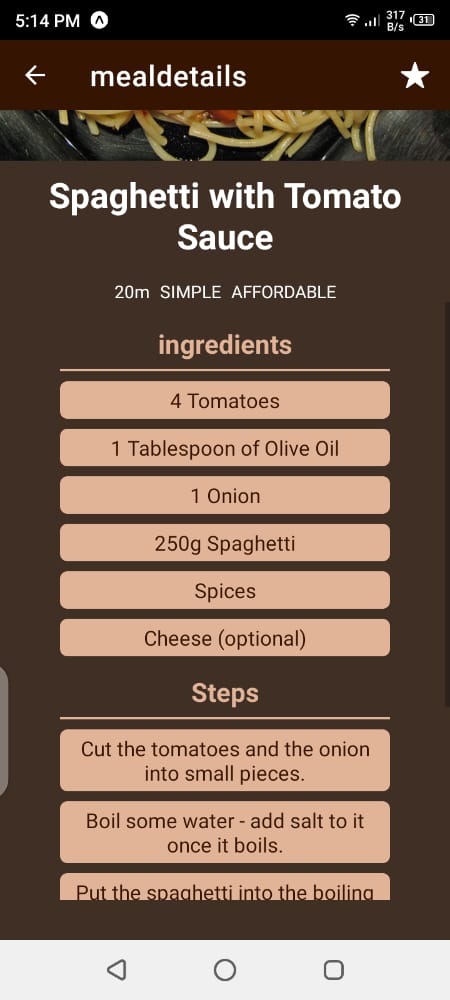 5:14 PM
317
B/s
31
mealdetails
Spaghetti with Tomato
Sauce
20m SIMPLE AFFORDABLE
ingredients
4 Tomatoes
1 Tablespoon of Olive Oil
1 Onion
250g Spaghetti
Spices
Cheese (optional)
Steps
Cut the tomatoes and the onion
into small pieces.
Boil some water - add salt to it
once it boils.
Put the spaghetti into the boiling